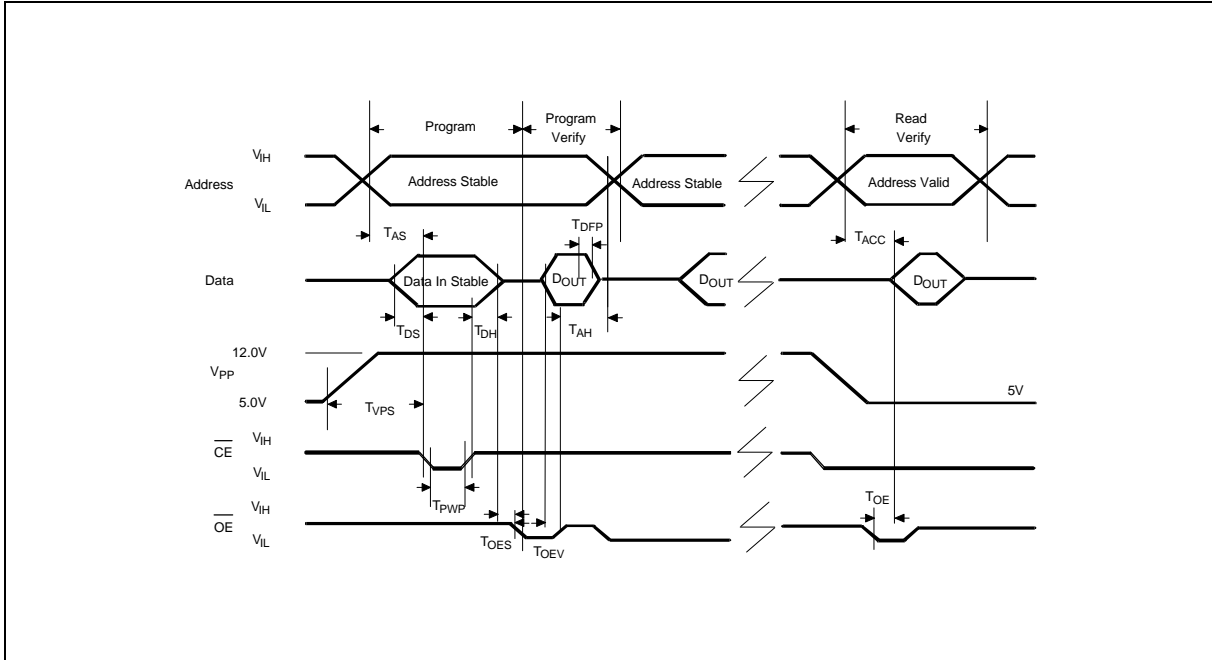 Program
Program
Verify
Read
Verify
VIH
Address
VIL
Address Stable
Address Stable
Address Valid
TAS
TDFP
TACC
Data
Data In Stable
DOUT
DOUT
DOUT
TDS
TDH
TAH
12.0V
VPP
5.0V
TVPS
5V
VIH
CE
VIL
TPWP
VIH
OE
VIL
TOES
TOEV
TOE